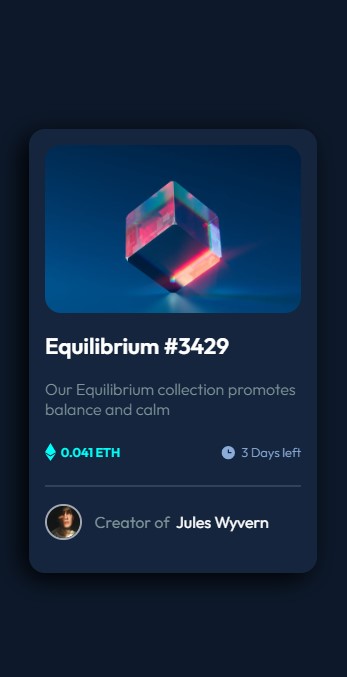 Equilibrium #3429
Our Equilibrium collection promotes
balance and calm
0.041 ETH
3 Days left
Creator of Jules Wyvern